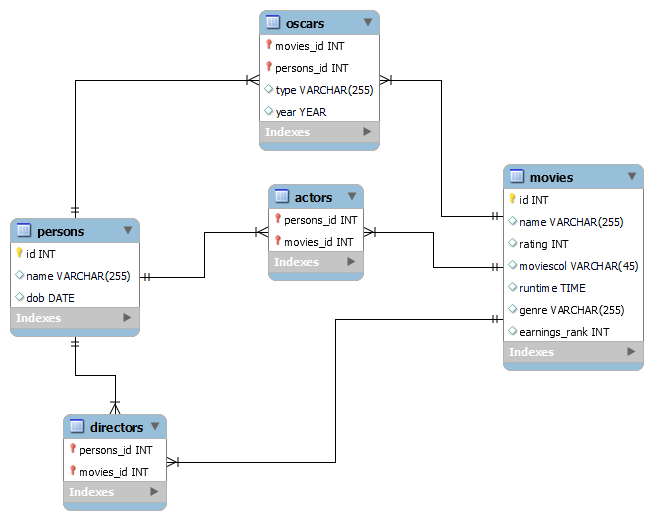 oscars
movies_id INT
persons_id INT
type VARCHAR(255)
year YEAR
Indexes
actors
persons_id INT
movies_id INT
Indexes
movies
id INT
name VARCHAR(255)
rating INT
moviescol VARCHAR(45)
runtime TIME
genre VARCHAR(255)
earnings_rank INT
Indexes
persons
id INT
name VARCHAR(255)
dob DATE
Indexes
directors
persons_id INT
movies_id INT
Indexes